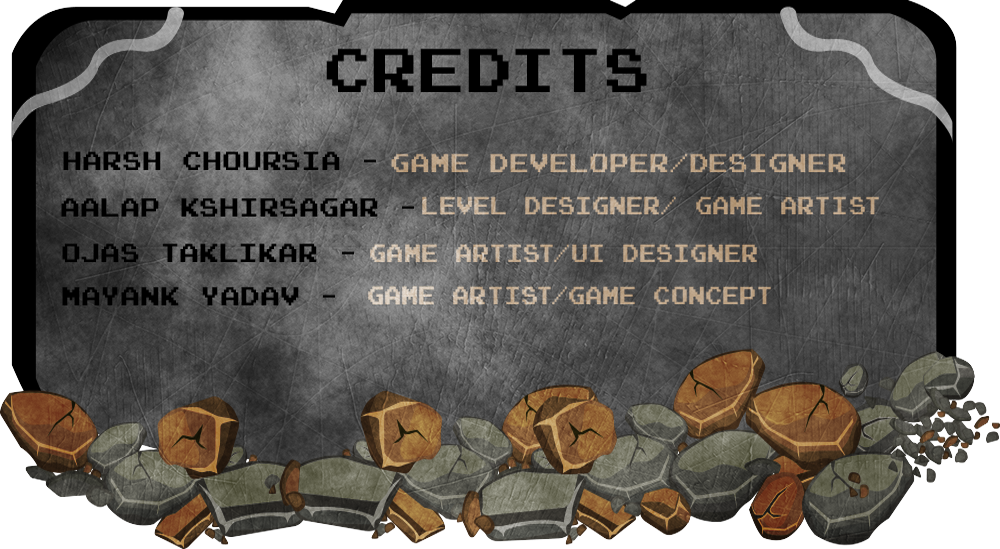 CREDITS
HARSH CHOURSIA - GAME DEVELOPER/DESIGNER
AALAP KSHIRSAGAR -LEVEL DESIGNER/ GAME ARTIST
OJAS TAKLIKAR - GAME ARTIST/UI DESIGNER
MAYANK YADAV - GAME ARTIST/GAME CONCEPT